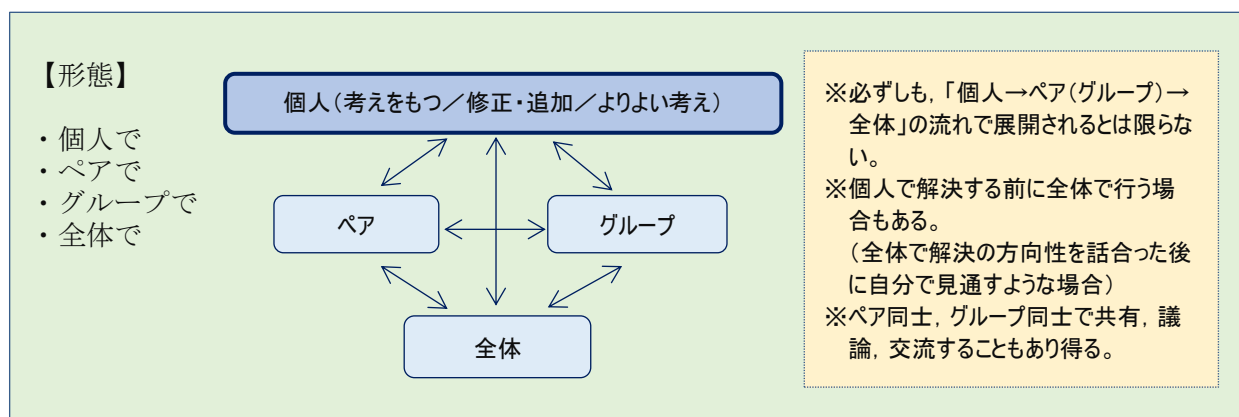 【形態】
・個人で
・ペアで
・グループで
・全体で
個人(考えをもつ/修正・追加/よりよい考え)
ペア
グループ
全体
※必ずしも,「個人→ペア(グループ)→
全体」の流れで展開されるとは限らな
い。
※個人で解決する前に全体で行う場
合もある。
(全体で解決の方向性を話合った後
に自分で見通すような場合)
※ペア同士,グループ同士で共有,議
論,交流することもあり得る。